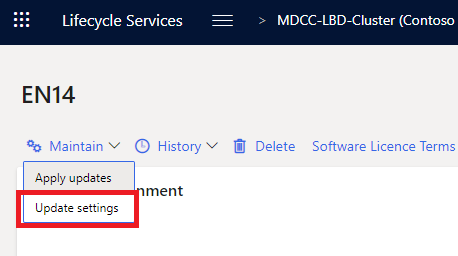 Lifecycle Services > MDCC-LBD-Cluster (Contoso
EN14
Maintain History Delete Software Licence Terms
Apply updates
nment
Update settings